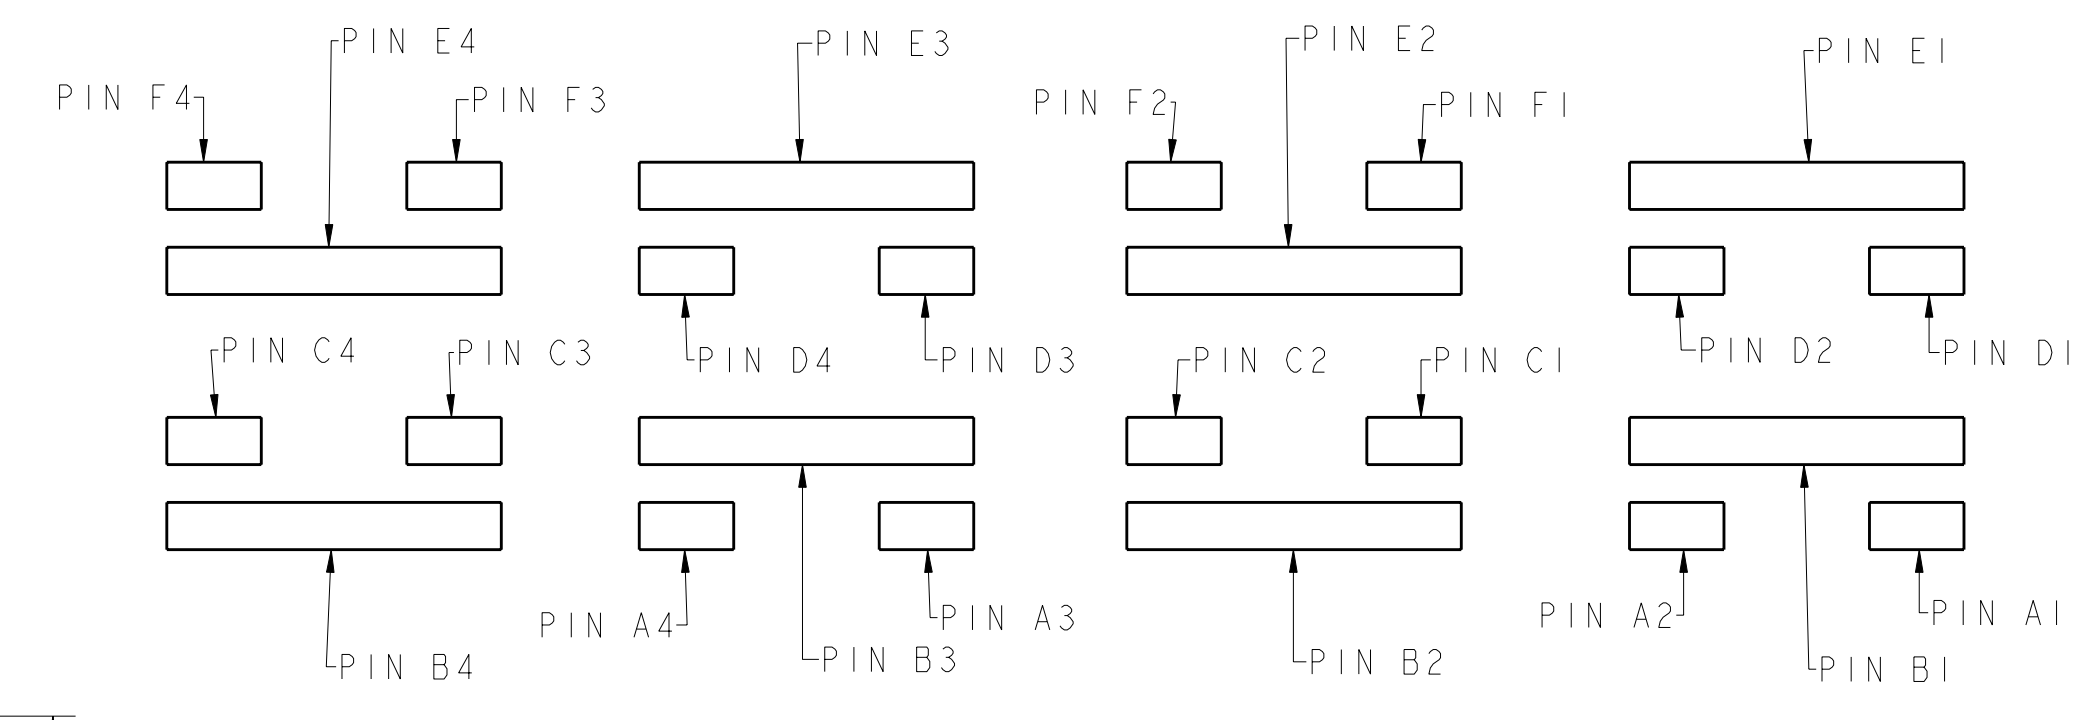 PIN E4
PIN E3
PIN E2
PIN E1
PIN F4
PIN F3
PIN F2
PIN F1
PIN C4
PIN C3
PIN D4
PIN D3
PIN C2
PIN C1
PIN D2
PIN D1
PIN A4
PIN A3
PIN A2
PIN A1
PIN B4
PIN B3
PIN B2
PIN B1